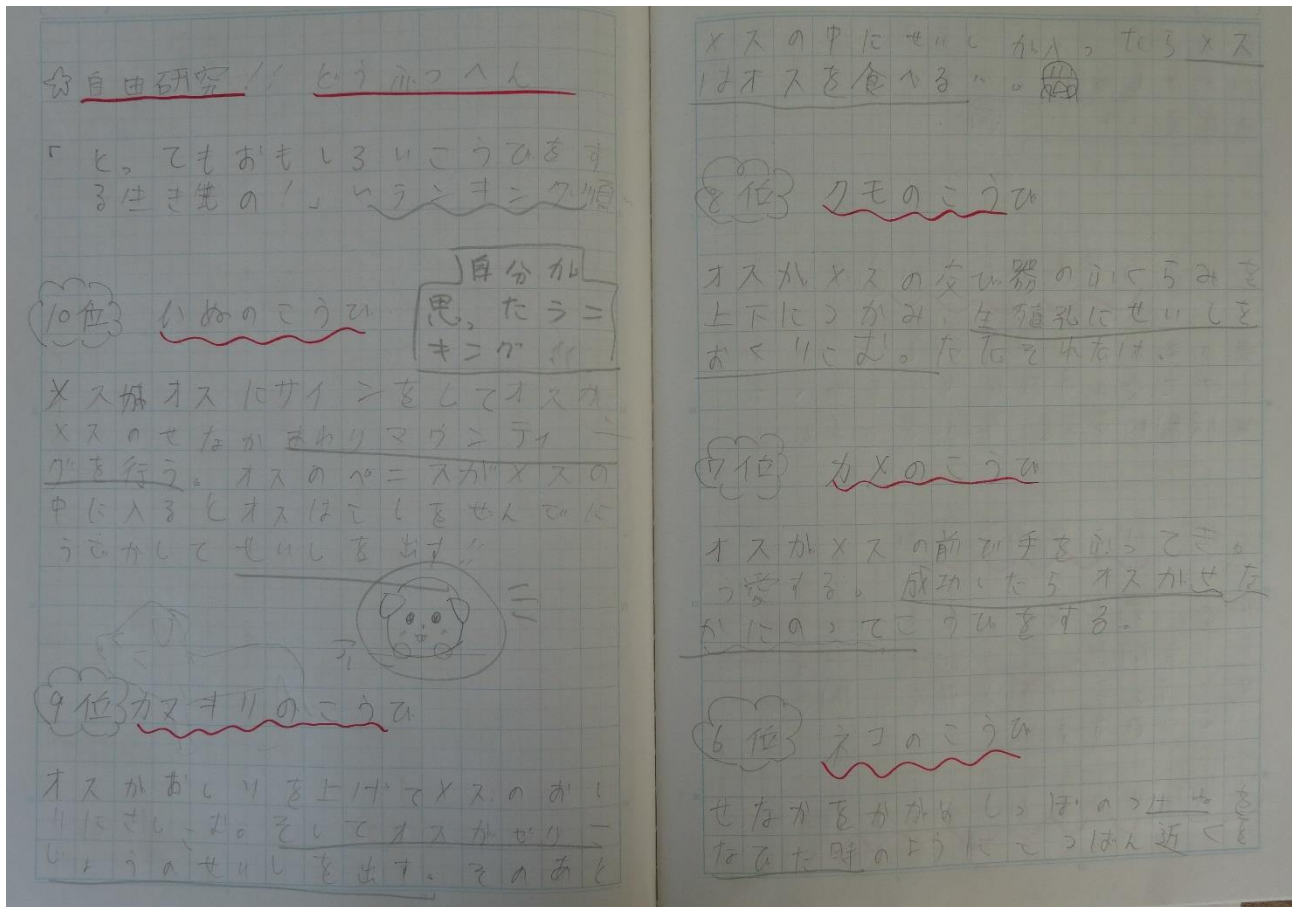 ☆自由研究!! どうぶつへん
「とってもおもしろいこうびをす
る生き先の!」 ランキング順
自分が
思ったラン
キング!!
10位 いぬのこうび
メスがオスにサインをしてオスが
メスのせなかまわりマウンティン
グを行う。オスのペニスがメスの
中に入るとオスはこしをぜんごに
うごかしてせいしを出す!!
9位 カマキリのこうび
オスがおしりを上げてメスのおし
りにさしこむ。そしてオスが
しょうのせいしを出す。そのあと
メスの中にせいしが入ったらメス
はオスを食べる"。
8位 クモのこうび
オスがメスの交び器のふくらみを
上下につかみ、生殖孔にせいしを
おくりこむ。ただそれだけ。
7位 カメのこうび
オスがメスの前で手をふってき。
う愛する。成功したらオスがせな
かにのってこうびをする。
6位 ネコのこうび
せなかをかがめしっぽのつけねを
なでた時のように